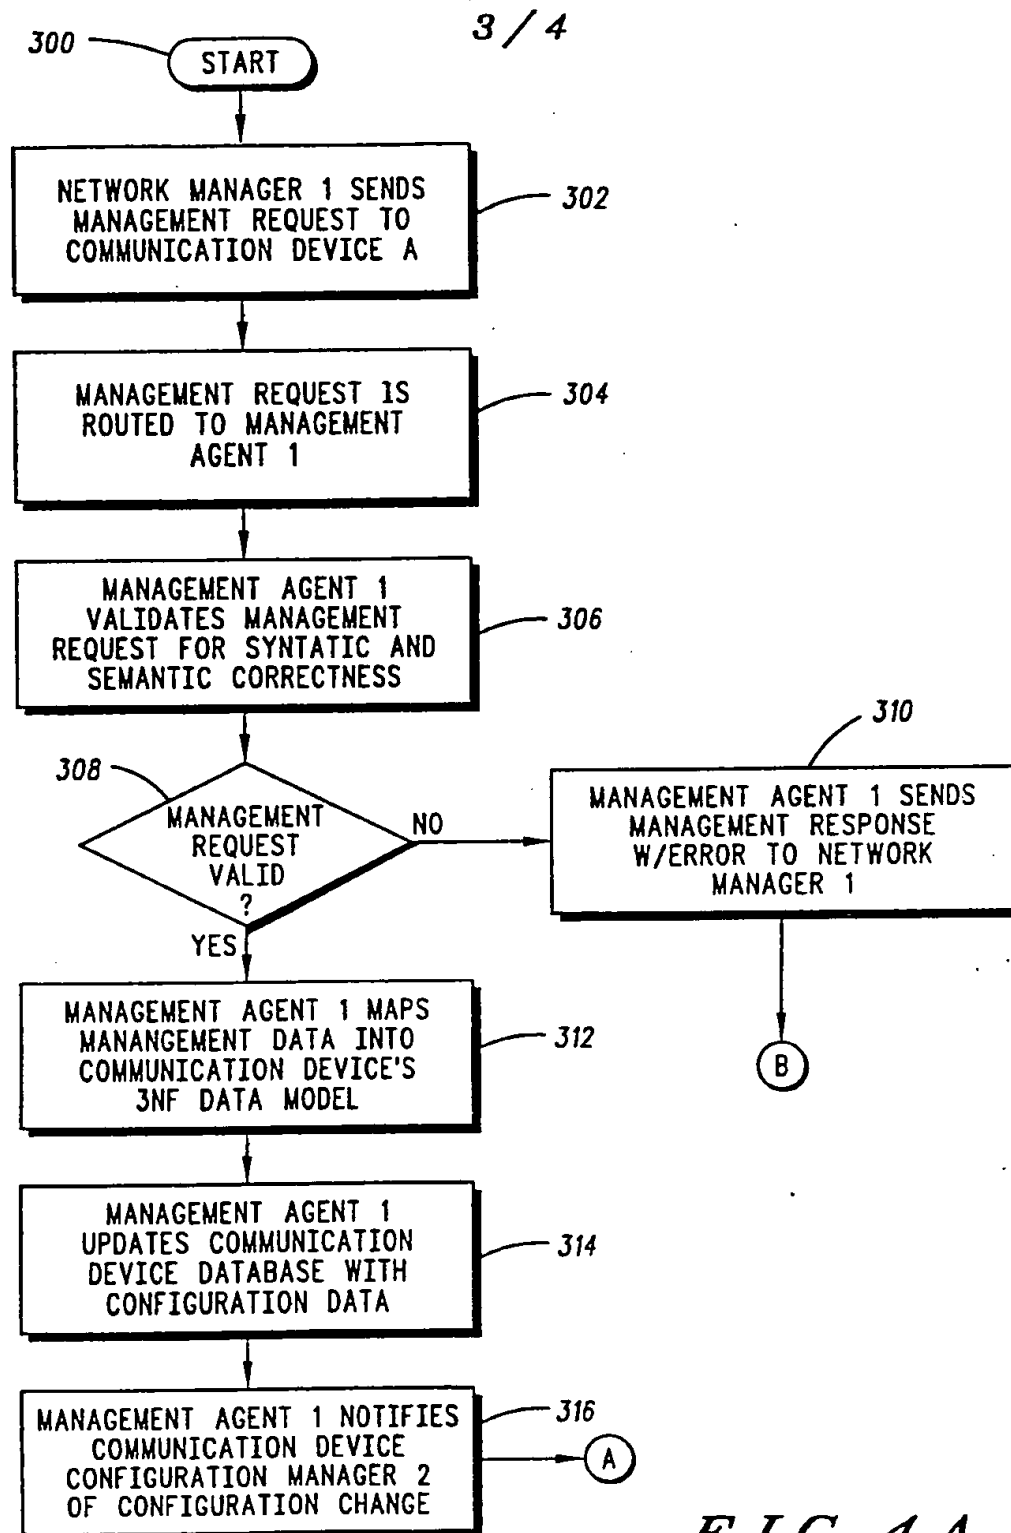 3/4
300
START
NETWORK MANAGER 1 SENDS
MANAGEMENT REQUEST TO
COMMUNICATION DEVICE A
302
MANAGEMENT REQUEST IS
ROUTED TO MANAGEMENT
AGENT 1
304
MANAGEMENT AGENT 1
VALIDATES MANAGEMENT
REQUEST FOR SYNTATIC AND
SEMANTIC CORRECTNESS
306
308
MANAGEMENT
REQUEST
VALID
?
NO
YES
310
MANAGEMENT AGENT 1 SENDS
MANAGEMENT RESPONSE
W/ERROR TO NETWORK
MANAGER 1
B
MANAGEMENT AGENT 1 MAPS
MANANGEMENT DATA INTO
COMMUNICATION DEVICE'S
3NF DATA MODEL
312
MANAGEMENT AGENT 1
UPDATES COMMUNICATION
DEVICE DATABASE WITH
CONFIGURATION DATA
314
MANAGEMENT AGENT 1 NOTIFIES
COMMUNICATION DEVICE
CONFIGURATION MANAGER 2
OF CONFIGURATION CHANGE
316
A
FIG. 4A